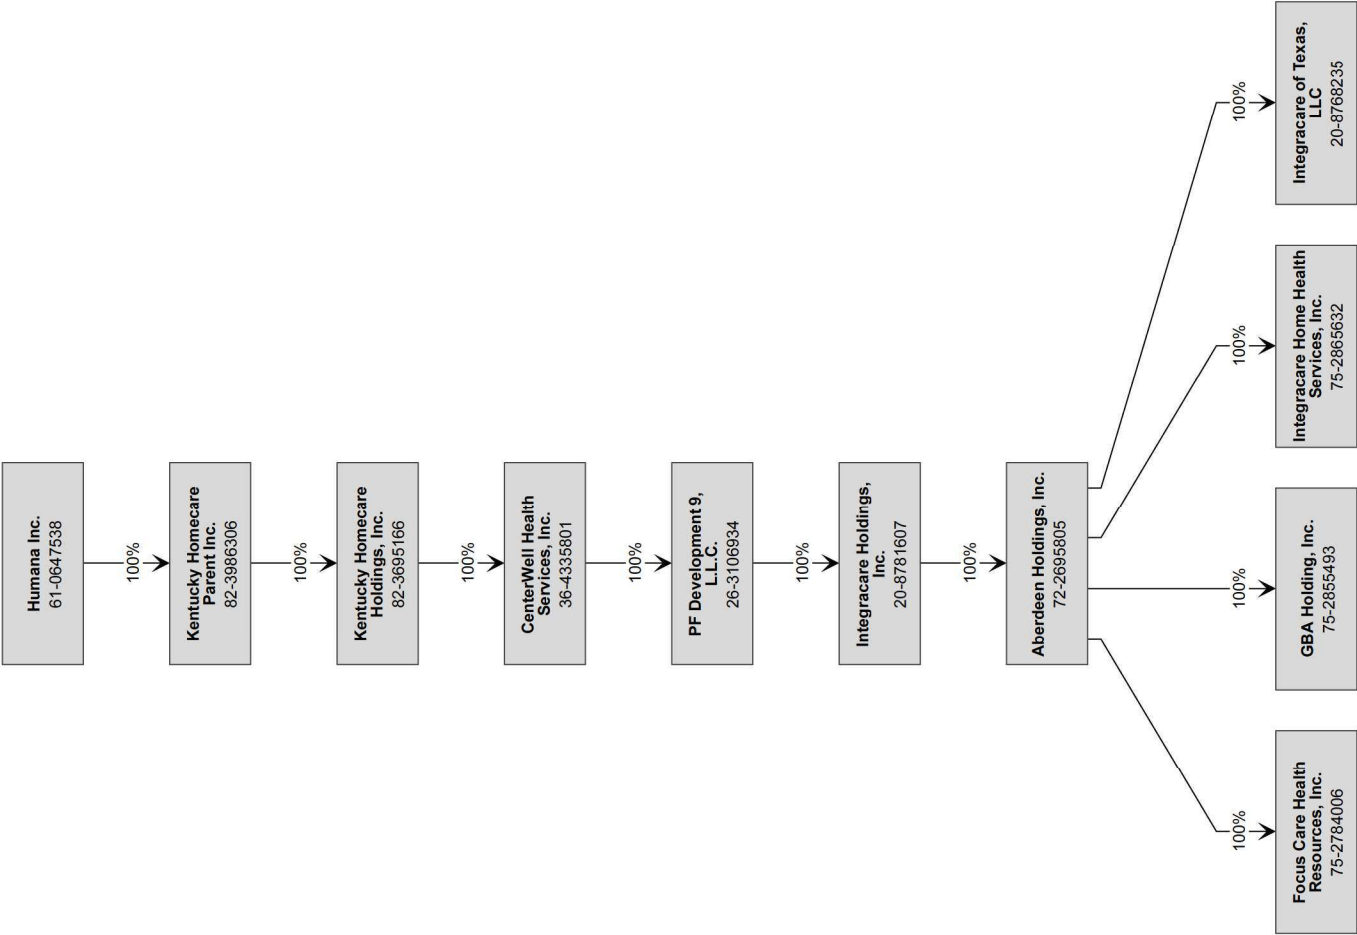 Humana Inc.
61-0647538
100%
Kentucky Homecare
Parent Inc.
82-3986306
100%
Kentucky Homecare
Holdings, Inc.
82-3695166
100%
CenterWell Health
Services, Inc.
36-4335801
100%
PF Development 9,
L.L.C.
26-3106934
100%
Integracare Holdings,
Inc.
20-8781607
100%
Aberdeen Holdings, Inc.
72-2695805
100%
Focus Care Health
Resources, Inc.
75-2784006
100%
GBA Holding, Inc.
75-2855493
100%
Integracare Home Health
Services, Inc.
75-2865632
100%
Integracare of Texas,
LLC
20-8768235